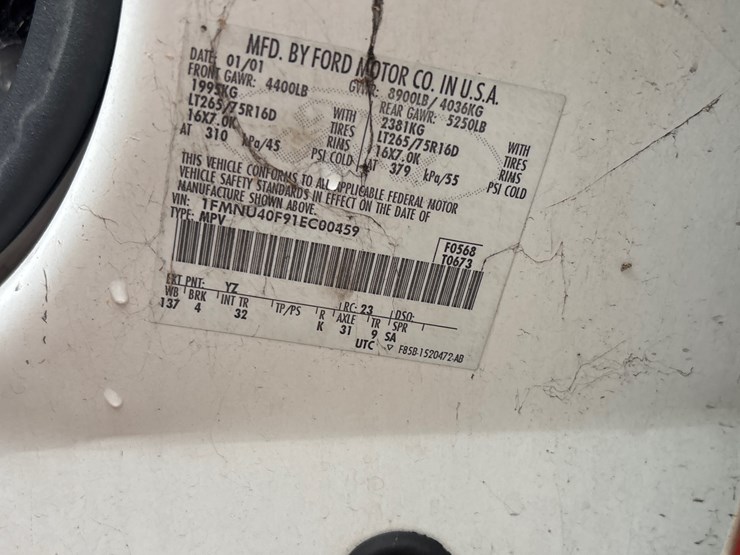 MFD. BY FORD MOTOR CO. IN U.S.A.
DATE: 01/01 GVWR: 8900LB/4036KG
FRONT GAWR: 4400LB REAR GAWR: 5250LB
1995KG WITH 2381KG WITH
LT265/75R16D TIRES LT265/75R16D TIRES
16X7.0K RIMS 16X7.0K RIMS
AT 310 kPa/45 PSI COLD AT 379 kPa/55 PSI COLD
THIS VEHICLE CONFORMS TO ALL APPLICABLE FEDERAL MOTOR
VEHICLE SAFETY STANDARDS IN EFFECT ON THE DATE OF
MANUFACTURE SHOWN ABOVE.
VIN: 1FMNU40F91EC00459
TYPE: MPV
F0568
T0673
EXT PNT: YZ RC: 23 DSO:
WB BRK INT TR TP/PS R AXLE TR SPR
137 4 32 K 31 9 SA
UTC F85B-1520472-AB